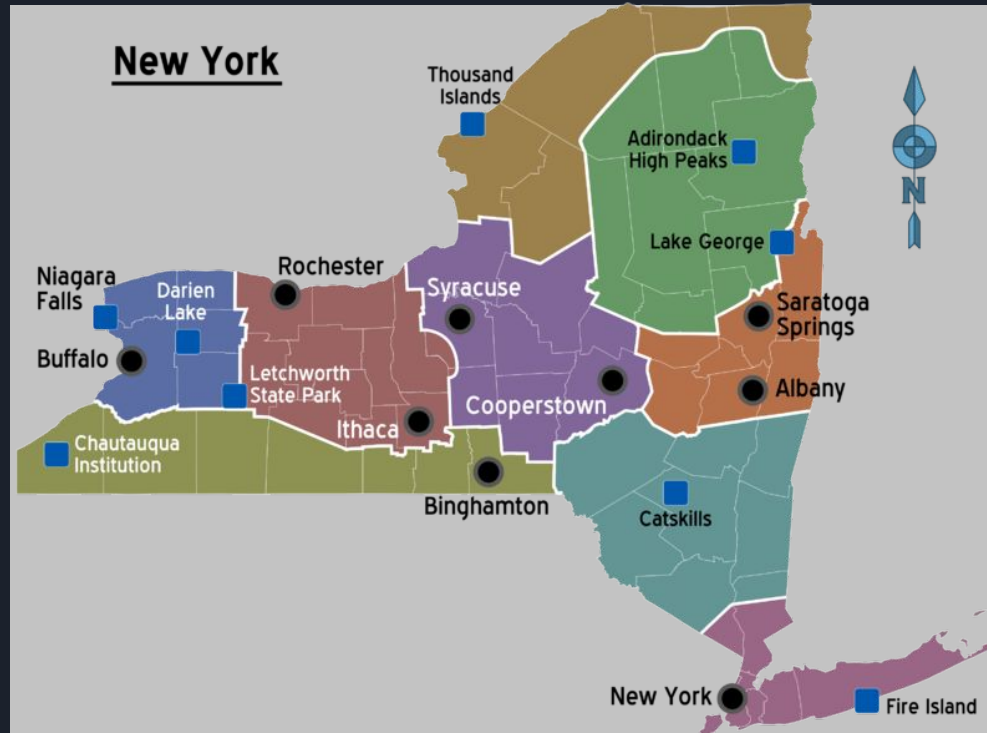 New York
Thousand
Islands
Adirondack
High Peaks
N
Lake George
Niagara
Falls
Darien
Lake
Rochester
Syracuse
Saratoga
Springs
Buffalo
Letchworth
State Park
Ithaca
Cooperstown
Albany
Chautauqua
Institution
Binghamton
Catskills
New York
Fire Island